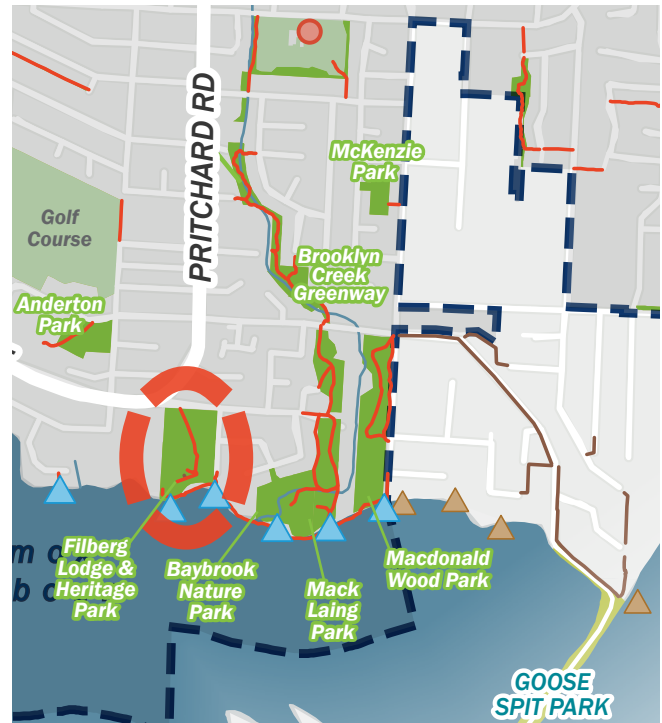 PRITCHARD RD
McKenzie
Park
Golf
Course
Brooklyn
Creek
Greenway
Anderton
Park
Filberg
Lodge &
Heritage
Park
Baybrook
Nature
Park
Mack
Laing
Park
Macdonald
Wood Park
GOOSE
SPIT PARK